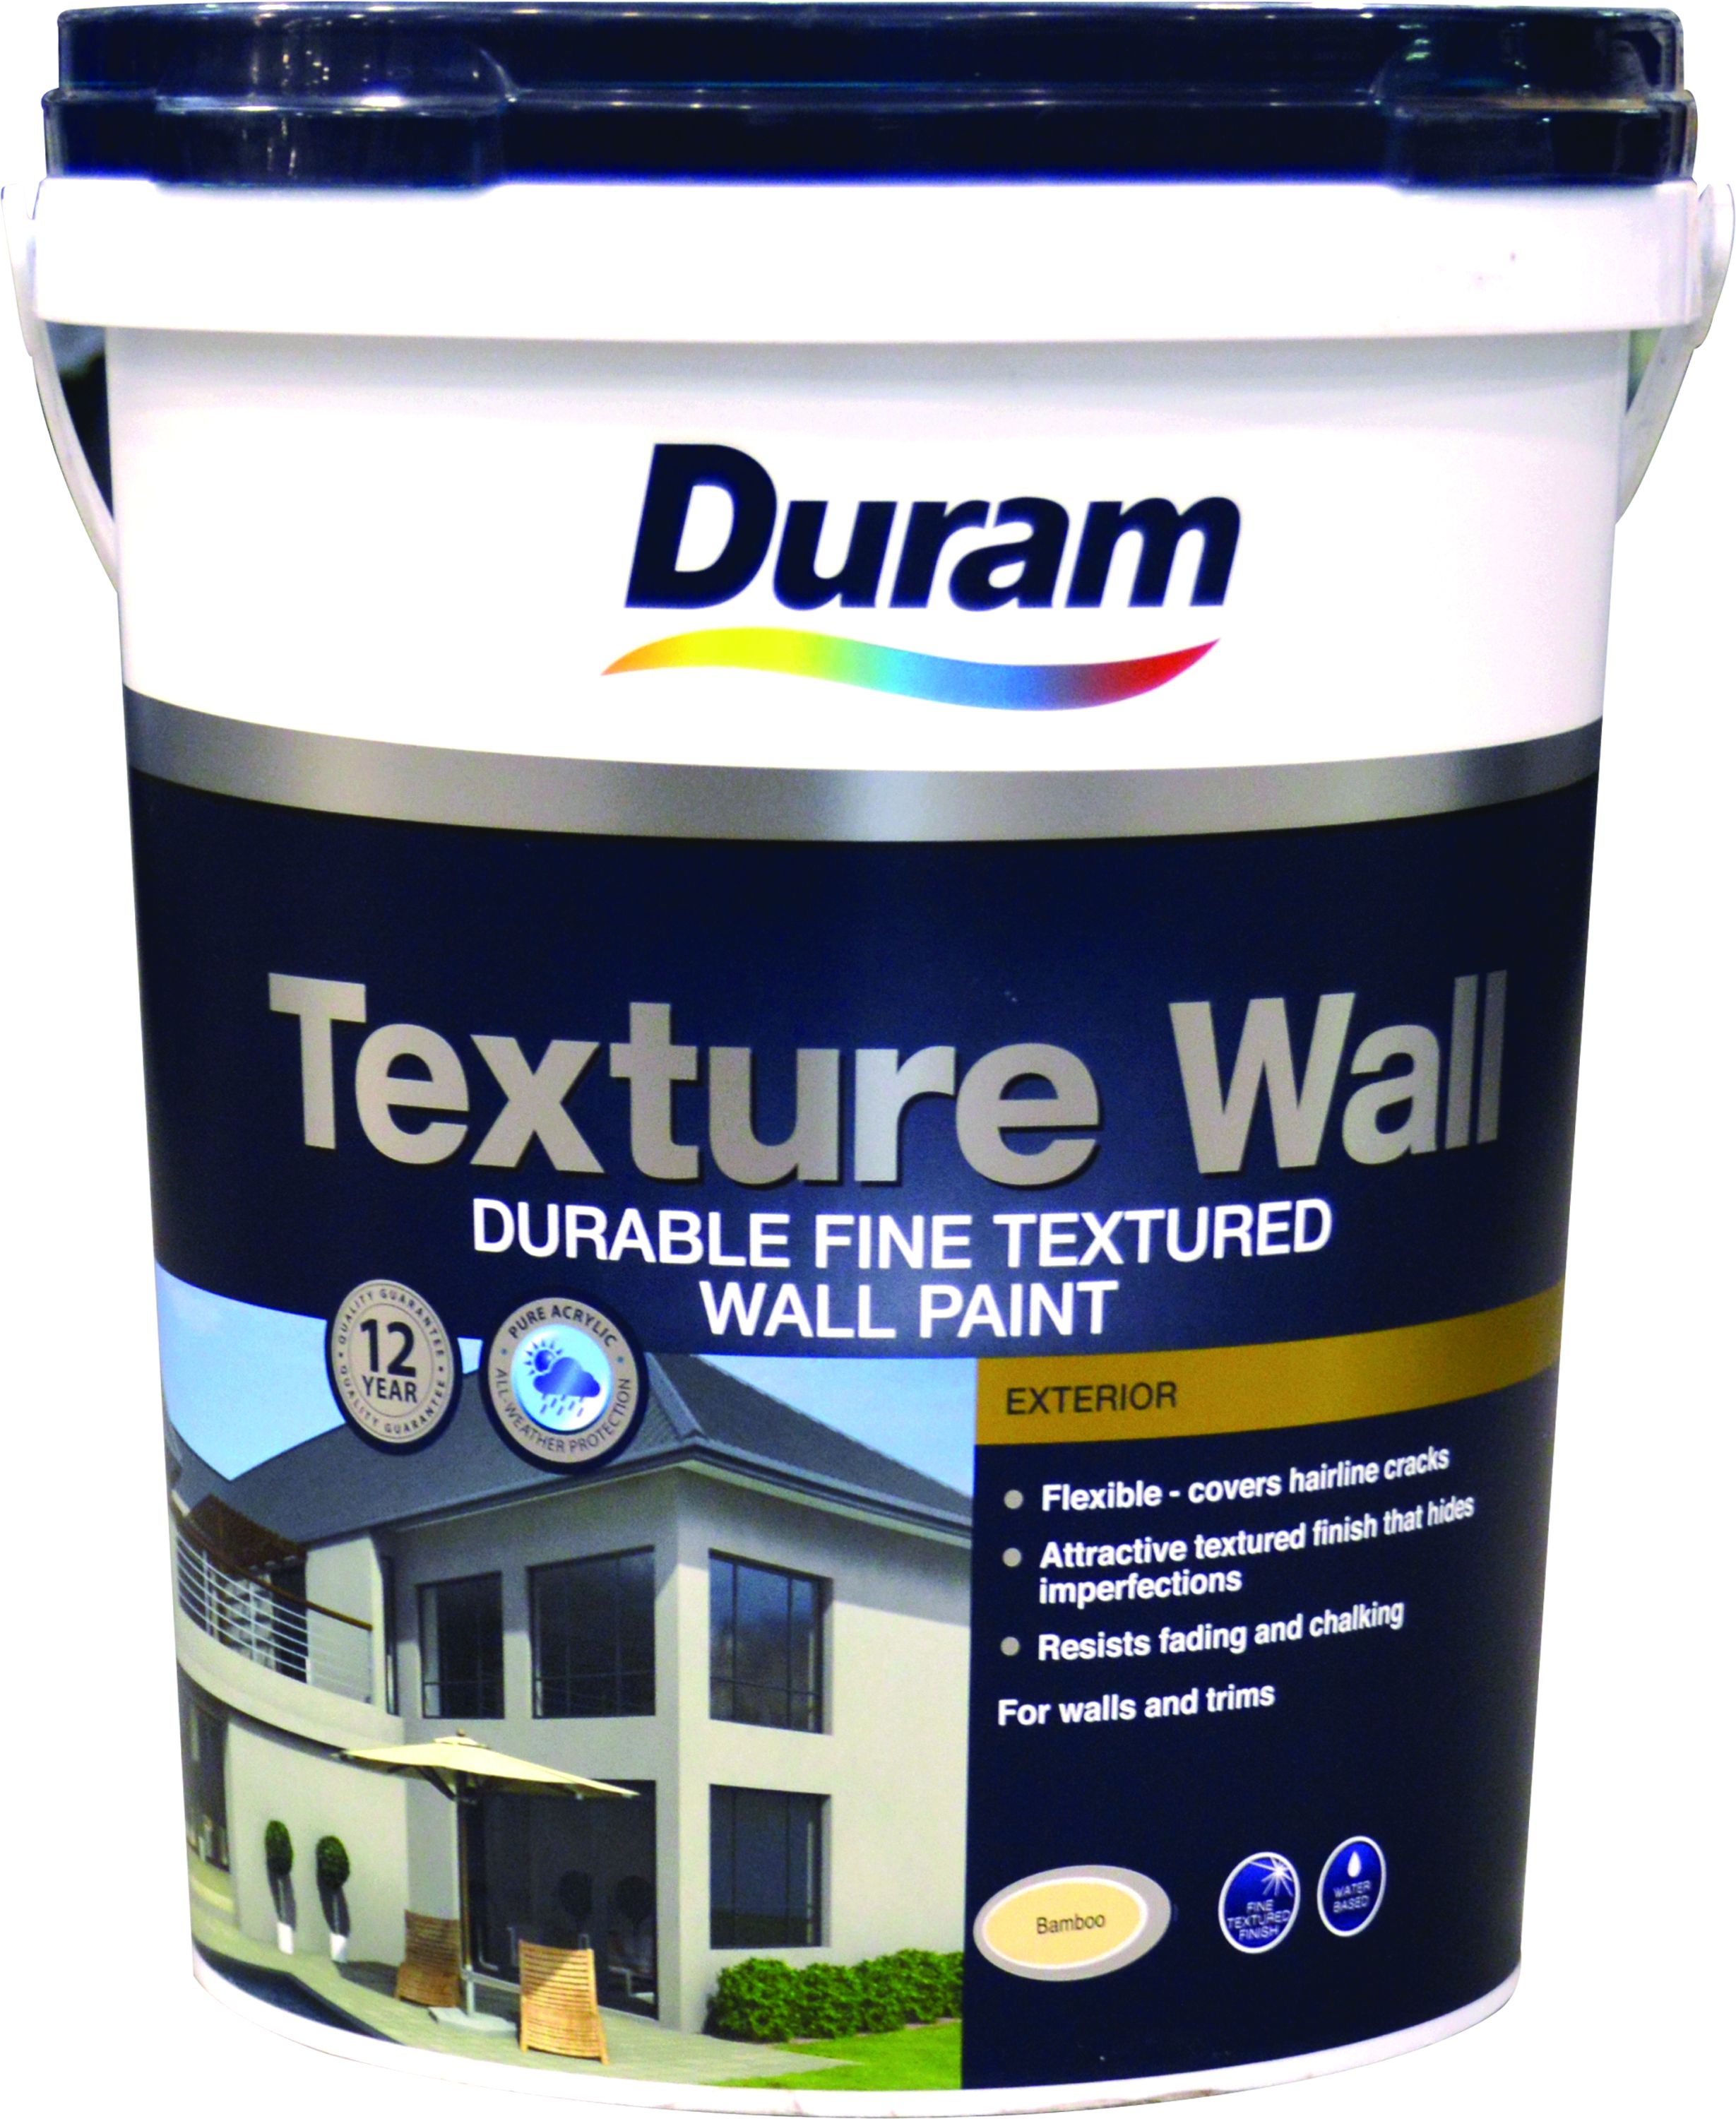 Duram
Texture Wall
DURABLE FINE TEXTURED
WALL PAINT
QUALITY GUARANTEE
12
YEAR
QUALITY GUARANTEE
PURE ACRYLIC
ALL-WEATHER PROTECTION
EXTERIOR
Flexible - covers hairline cracks
Attractive textured finish that hides
imperfections
Resists fading and chalking
For walls and trims
Bamboo
FINE
TEXTURED
FINISH
WATER
BASED